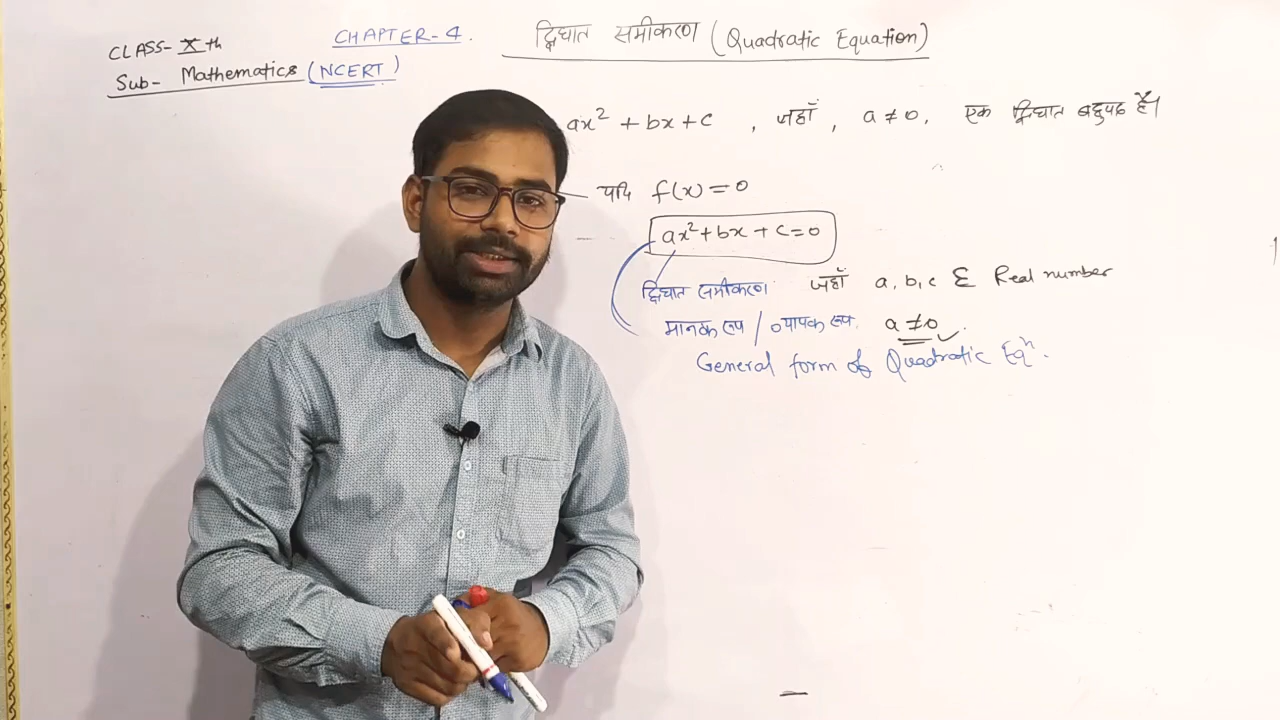 CLASS- Xth
Sub- Mathematics (NCERT)
CHAPTER-4.
द्विघात समीकरण (Quadratic Equation)
ax² + bx + c , जहाँ , a ≠ 0, एक द्विघात बहुपद है।
यदि f(x) = 0
ax² + bx + c = 0
द्विघात समीकरण जहाँ a, b, c Σ Real number
मानक रूप / व्यापक रूप. a ≠ 0 .
General form of Quadratic Eqⁿ.